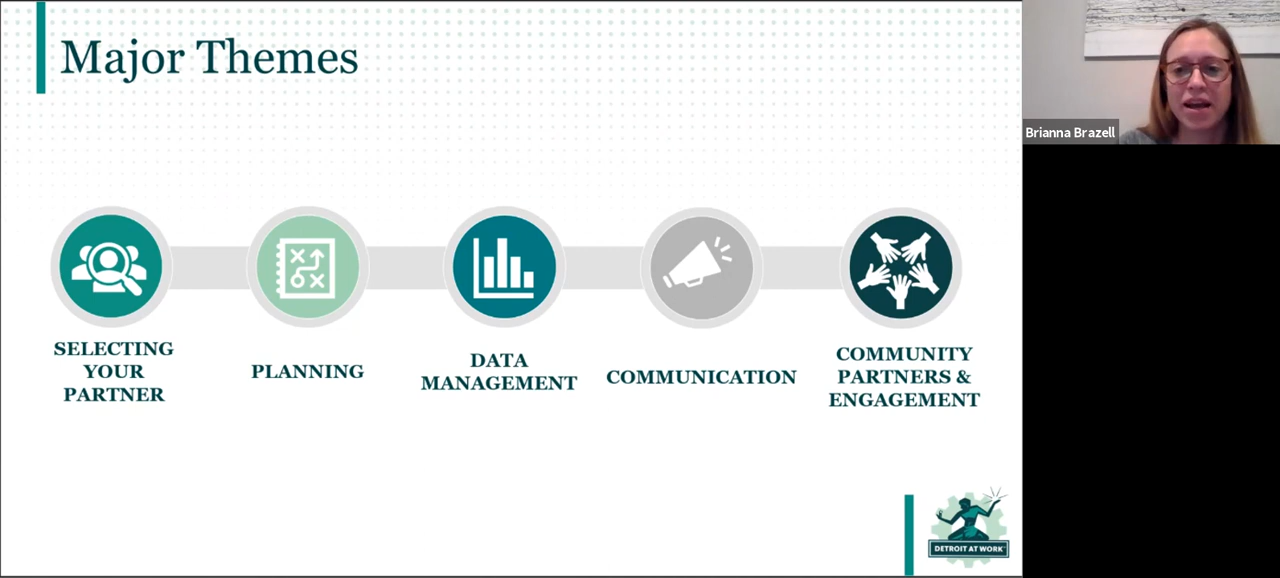 Major Themes
Brianna Brazell
SELECTING
YOUR
PARTNER
PLANNING
DATA
MANAGEMENT
COMMUNICATION
COMMUNITY
PARTNERS &
ENGAGEMENT
DETROIT AT WORK